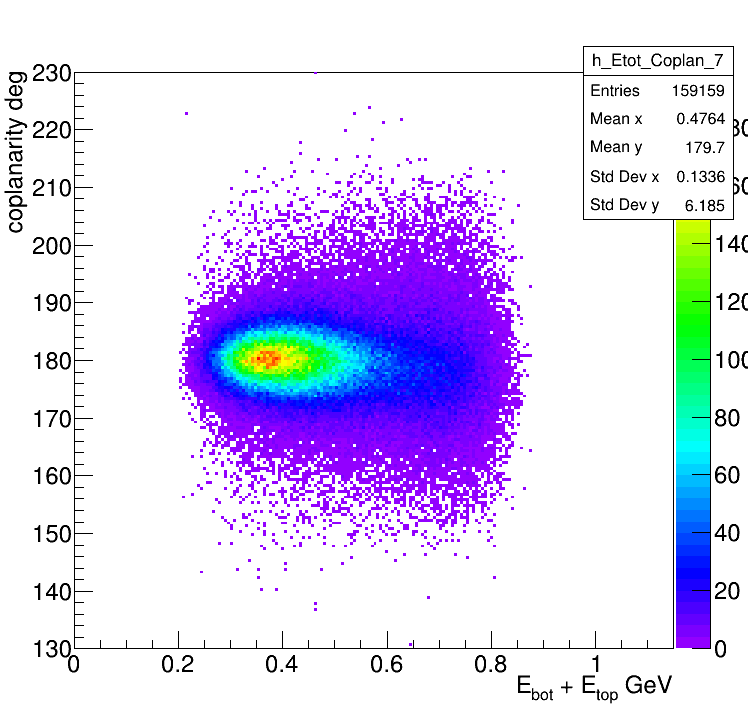 h_Etot_Coplan_7
Entries 159159
Mean x 0.4764
Mean y 179.7
Std Dev x 0.1336
Std Dev y 6.185
coplanarity deg
230
220
210
200
190
180
170
160
150
140
130
0 0.2 0.4 0.6 0.8 1
E_bot + E_top GeV
140
120
100
80
60
40
20
0